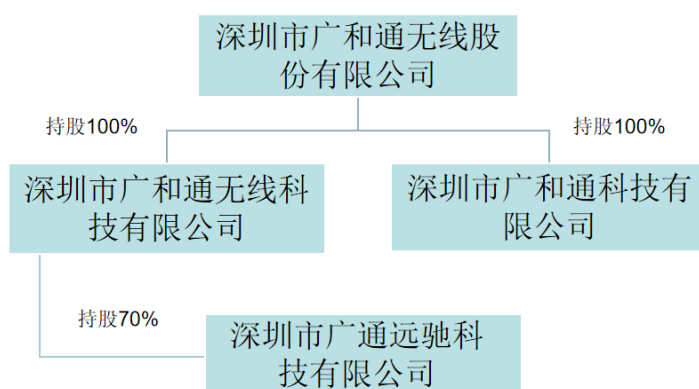 深圳市广和通无线股
份有限公司
持股100%
持股100%
深圳市广和通无线科
技有限公司
深圳市广和通科技有
限公司
持股70%
深圳市广通远驰科
技有限公司